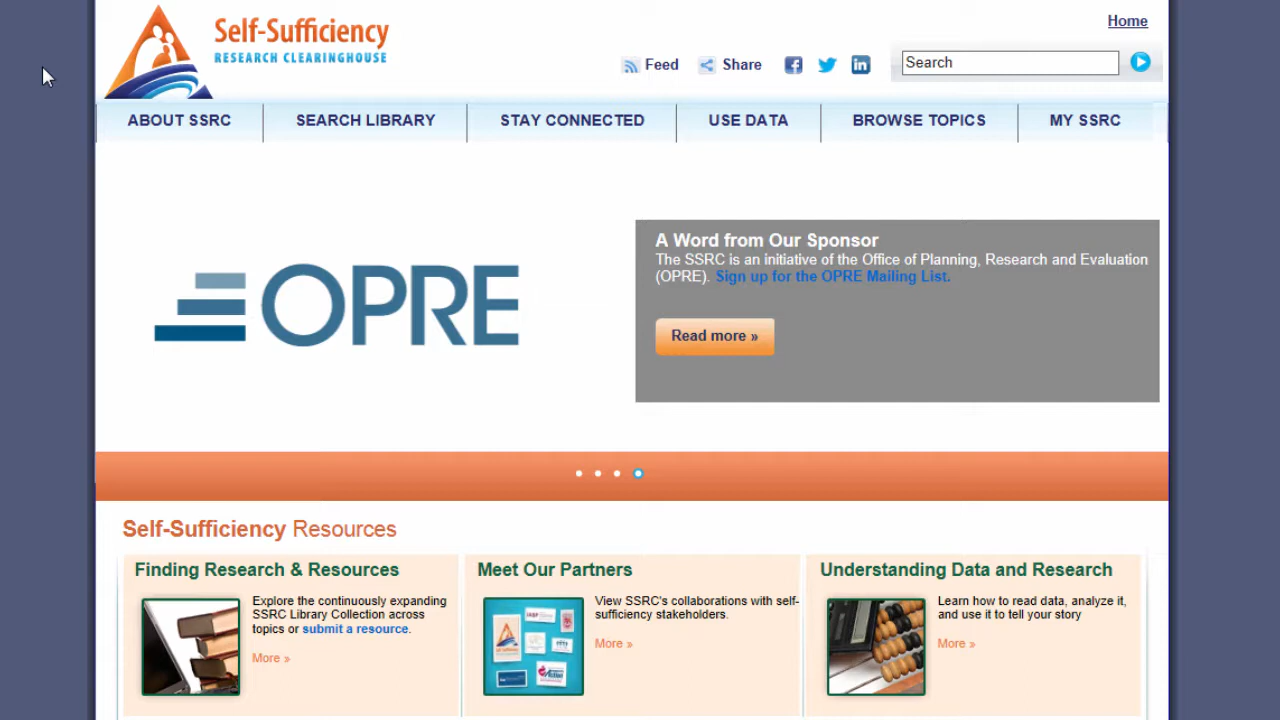 Self-Sufficiency
RESEARCH CLEARINGHOUSE
Home
Feed
Share
Search
ABOUT SSRC
SEARCH LIBRARY
STAY CONNECTED
USE DATA
BROWSE TOPICS
MY SSRC
OPRE
A Word from Our Sponsor
The SSRC is an initiative of the Office of Planning, Research and Evaluation
(OPRE). Sign up for the OPRE Mailing List.
Read more »
Self-Sufficiency Resources
Finding Research & Resources
Explore the continuously expanding
SSRC Library Collection across
topics or submit a resource.
More »
Meet Our Partners
View SSRC's collaborations with self-
sufficiency stakeholders.
More »
Understanding Data and Research
Learn how to read data, analyze it,
and use it to tell your story
More »